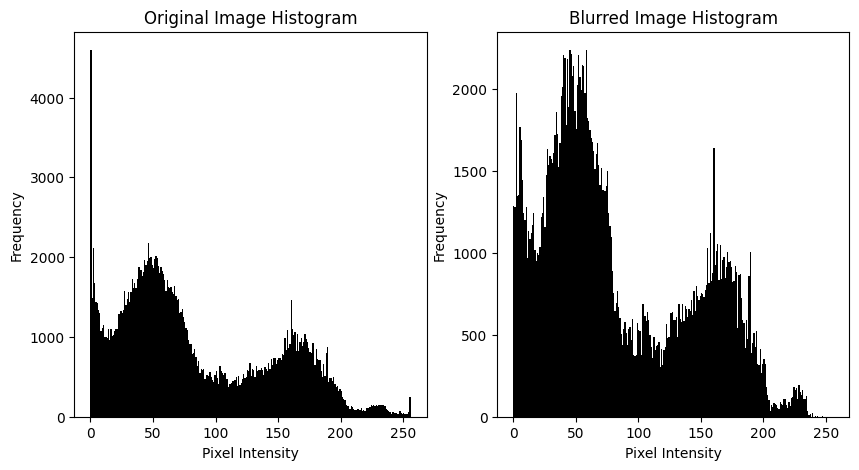 Original Image Histogram
Frequency
4000
3000
2000
1000
0
0 50 100 150 200 250
Pixel Intensity
Blurred Image Histogram
Frequency
2000
1500
1000
500
0
0 50 100 150 200 250
Pixel Intensity